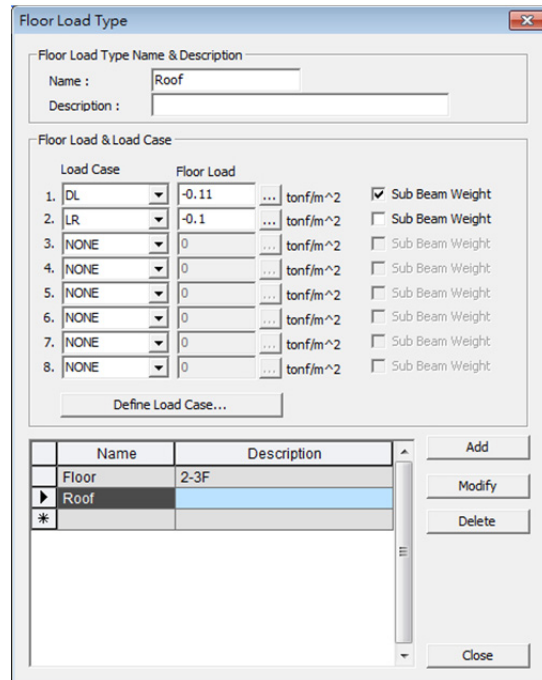 Floor Load Type
Floor Load Type Name & Description
Name : Roof
Description :
Floor Load & Load Case
Load Case Floor Load
1. DL -0.11 ... tonf/m^2 Sub Beam Weight
2. LR -0.1 ... tonf/m^2 Sub Beam Weight
3. NONE 0 ... tonf/m^2 Sub Beam Weight
4. NONE 0 ... tonf/m^2 Sub Beam Weight
5. NONE 0 ... tonf/m^2 Sub Beam Weight
6. NONE 0 ... tonf/m^2 Sub Beam Weight
7. NONE 0 ... tonf/m^2 Sub Beam Weight
8. NONE 0 ... tonf/m^2 Sub Beam Weight
Define Load Case...
Name Description
Floor 2-3F
Roof
Add
Modify
Delete
Close